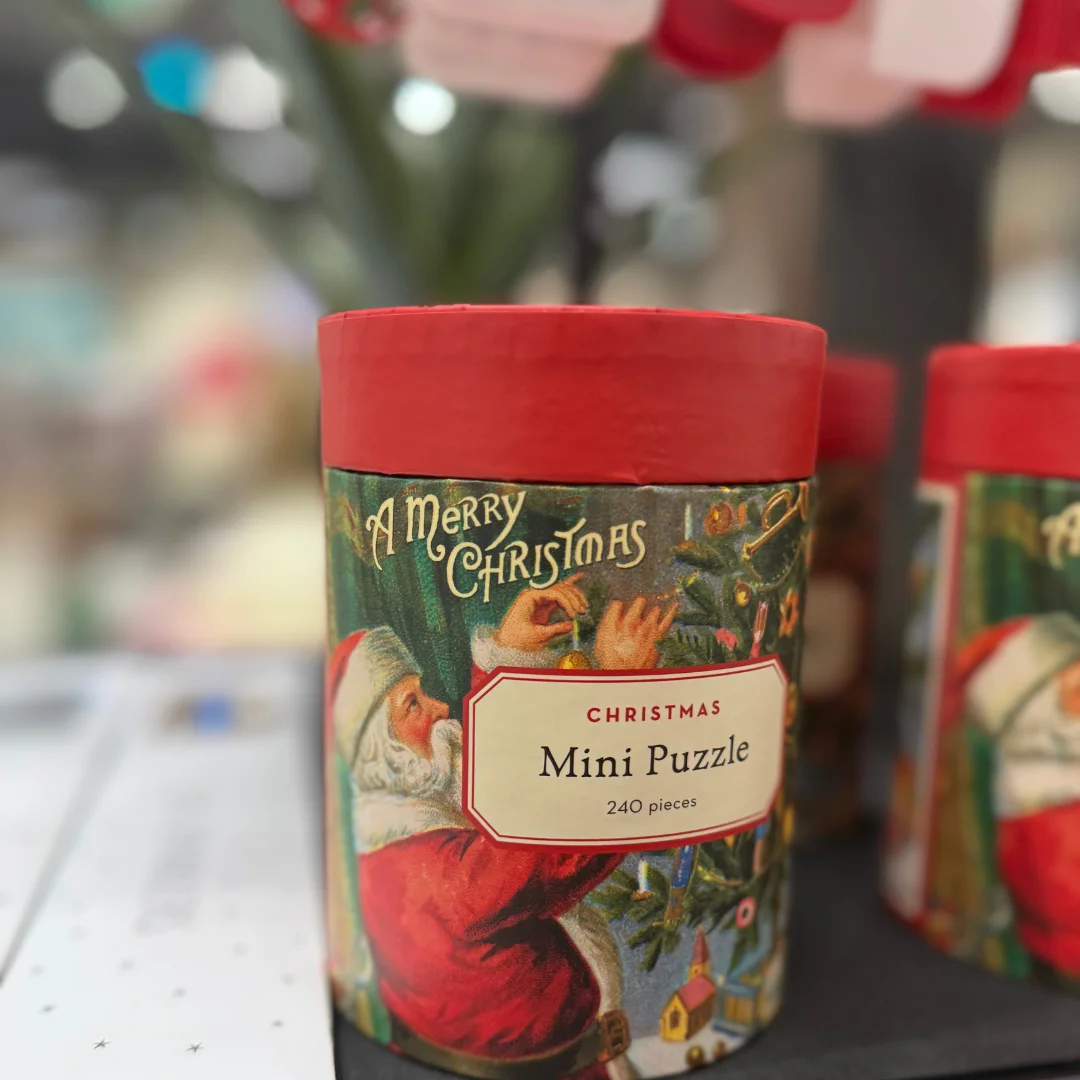 A MERRY
CHRISTMAS
CHRISTMAS
Mini Puzzle
240 pieces
A